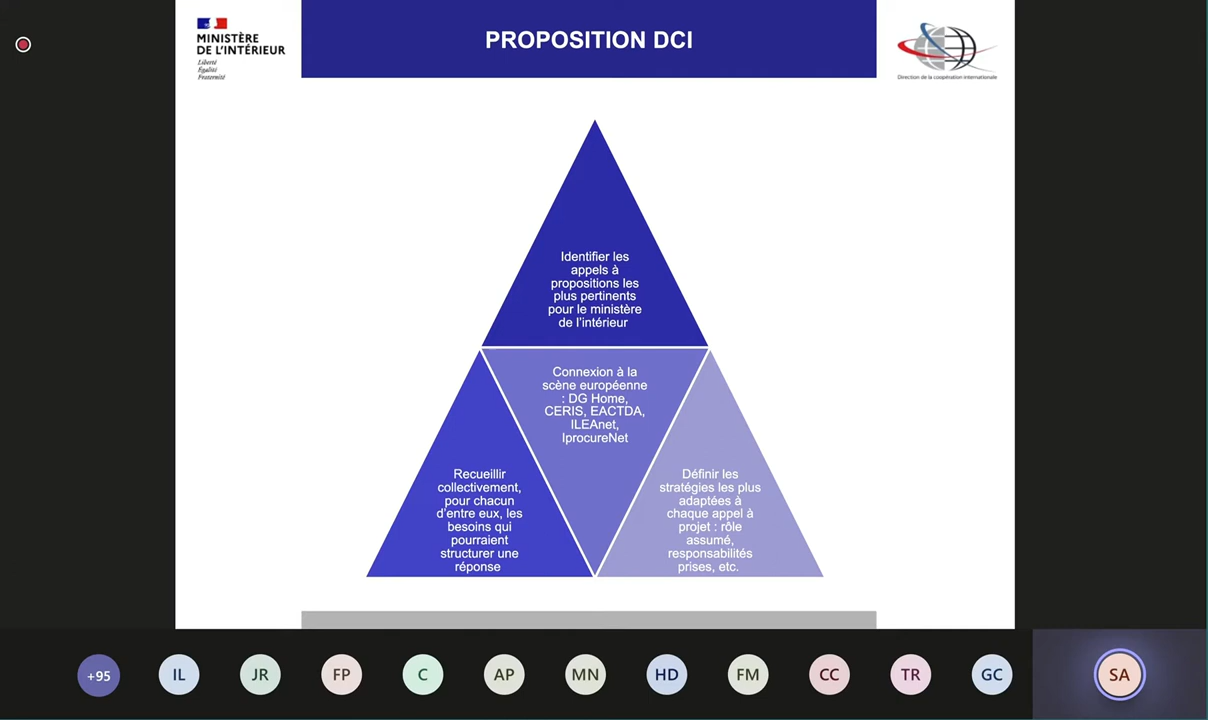 MINISTÈRE
DE L'INTÉRIEUR
Liberté
Égalité
Fraternité
PROPOSITION DCI
Direction de la coopération internationale
Identifier les
appels à
propositions les
plus pertinents
pour le ministère
de l'intérieur
Connexion à la
scène européenne
: DG Home,
CERIS, EACTDA,
ILEAnet,
IprocureNet
Recueillir
collectivement,
pour chacun
d'entre eux, les
besoins qui
pourraient
structurer une
réponse
Définir les
stratégies les plus
adaptées à
chaque appel à
projet : rôle
assumé,
responsabilités
prises, etc.
+95
IL
JR
FP
C
AP
MN
HD
FM
CC
TR
GC
SA